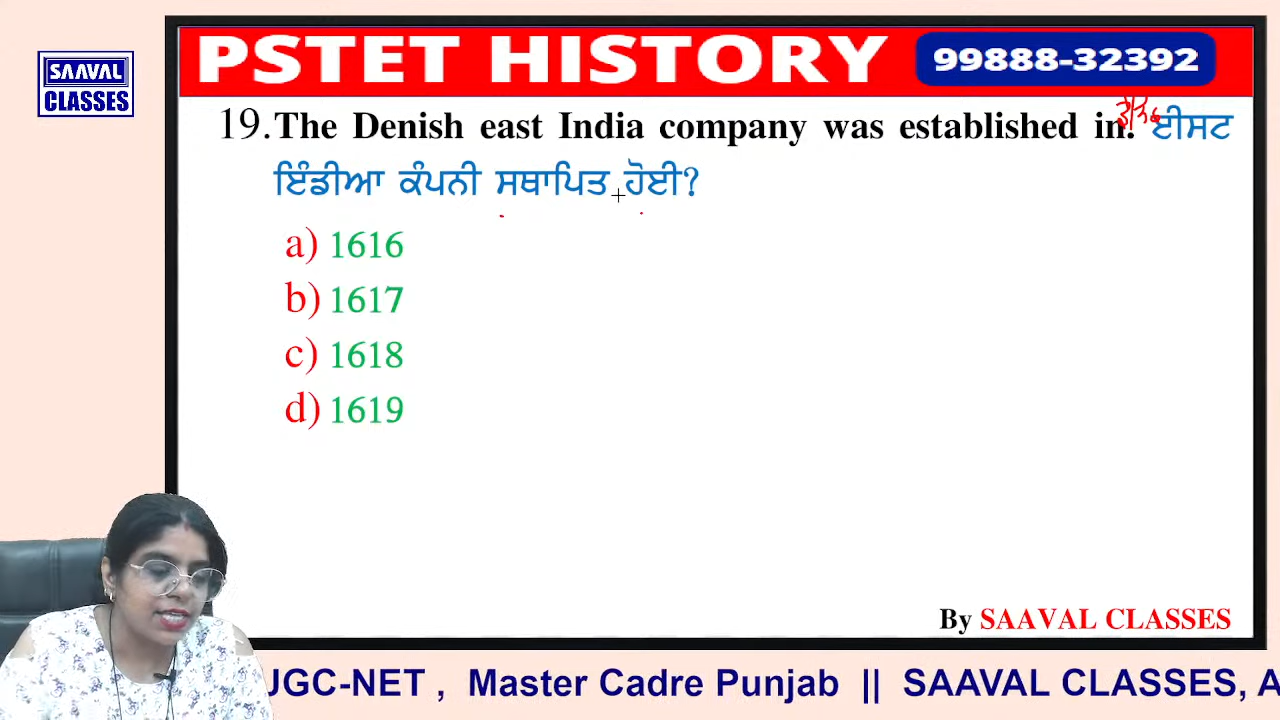 SAAVAL
CLASSES
PSTET HISTORY
99888-32392
19.The Denish east India company was established in. ਈਸਟ
ਇੰਡੀਆ ਕੰਪਨੀ ਸਥਾਪਿਤ ਹੋਈ?
a) 1616
b) 1617
c) 1618
d) 1619
By SAAVAL CLASSES
JGC-NET , Master Cadre Punjab || SAAVAL CLASSES, A